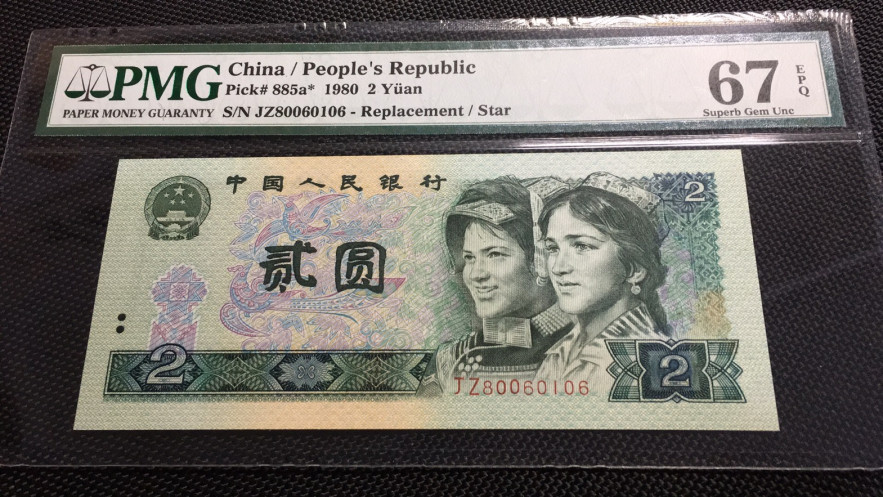 PMG
PAPER MONEY GUARANTY
China / People's Republic
Pick# 885a* 1980 2 Yüan
S/N JZ80060106 - Replacement / Star
67 EPQ
Superb Gem Unc
中国人民银行
2
贰圆
2
2
JZ80060106